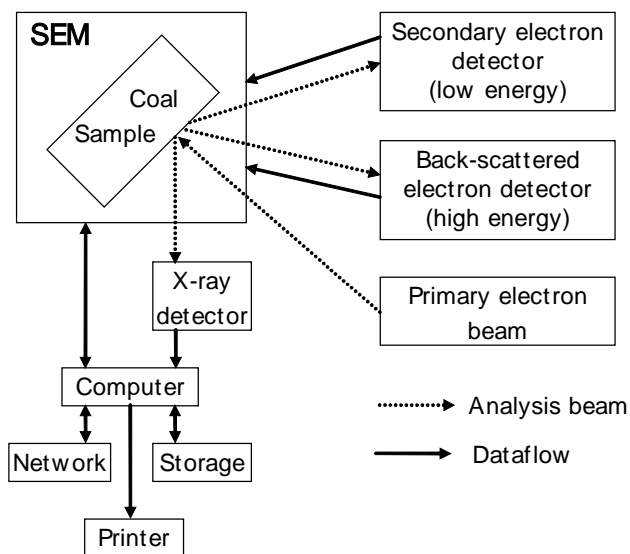 SEM
Coal
Sample
Secondary electron
detector
(low energy)
Back-scattered
electron detector
(high energy)
X-ray
detector
Primary electron
beam
Computer
Analysis beam
Network
Storage
Dataflow
Printer